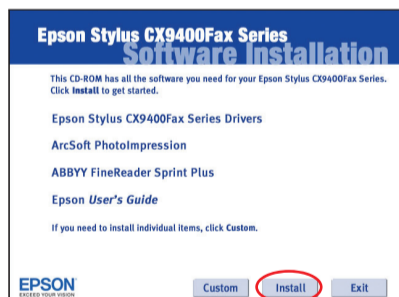 Epson Stylus CX9400Fax Series
Software Installation
This CD-ROM has all the software you need for your Epson Stylus CX9400Fax Series.
Click Install to get started.
Epson Stylus CX9400Fax Series Drivers
ArcSoft PhotoImpression
ABBYY FineReader Sprint Plus
Epson User's Guide
If you need to install individual items, click Custom.
EPSON
EXCEED YOUR VISION
Custom Install Exit